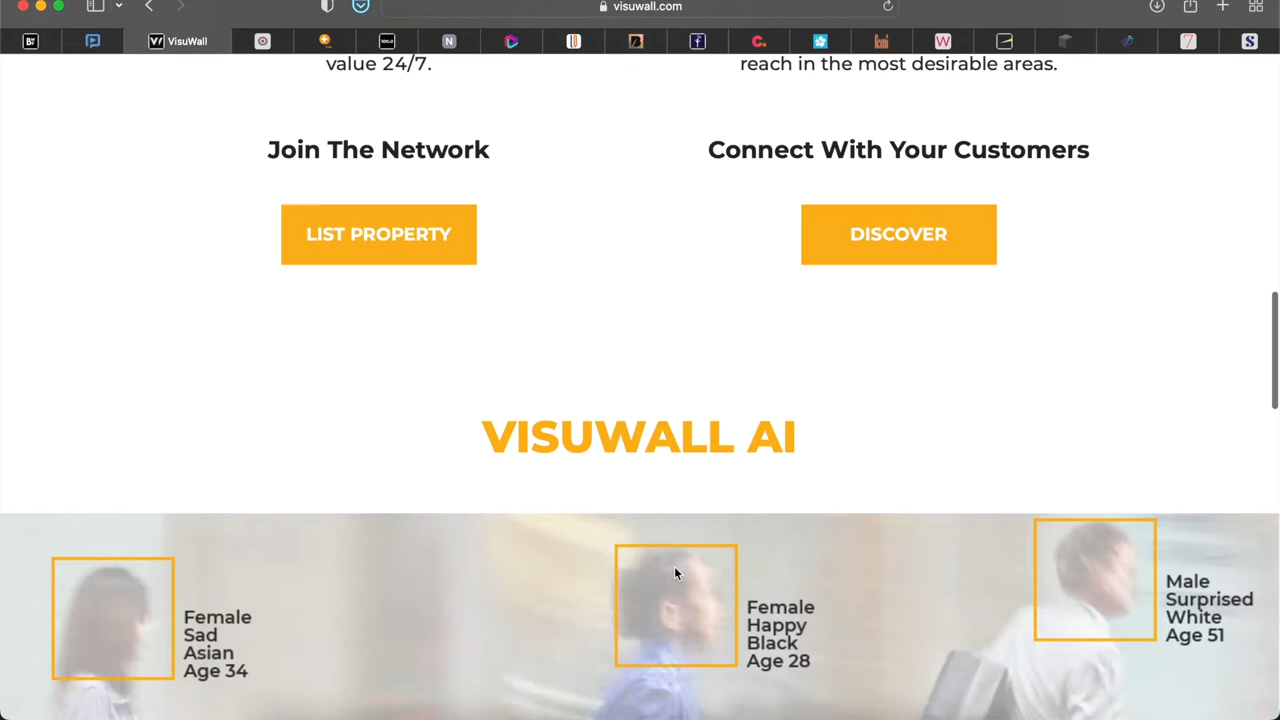 visuwall.com
VisuWall
value 24/7.
reach in the most desirable areas.
Join The Network
Connect With Your Customers
LIST PROPERTY
DISCOVER
VISUWALL AI
Female
Sad
Asian
Age 34
Female
Happy
Black
Age 28
Male
Surprised
White
Age 51